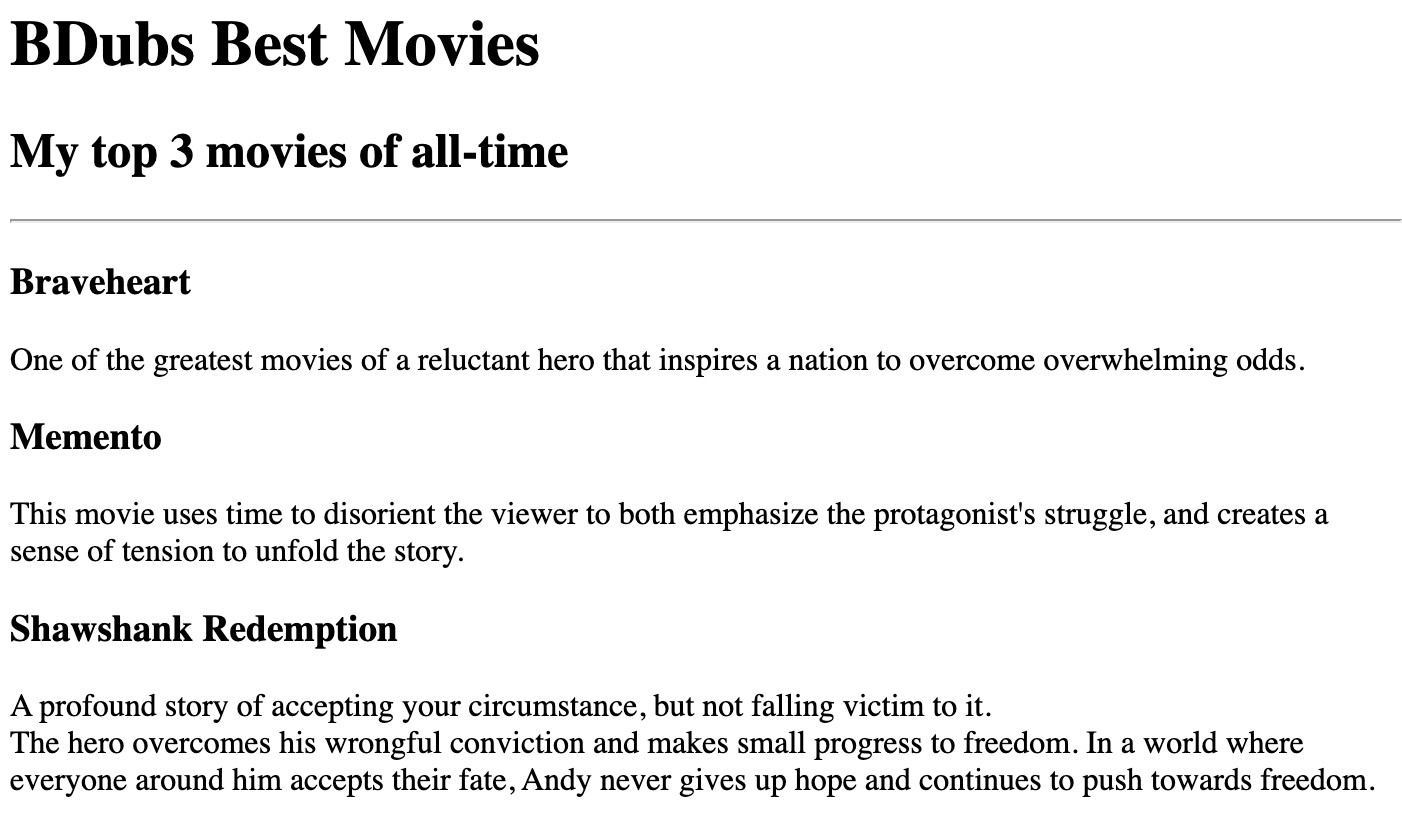 BDubs Best Movies
My top 3 movies of all-time
Braveheart
One of the greatest movies of a reluctant hero that inspires a nation to overcome overwhelming odds.
Memento
This movie uses time to disorient the viewer to both emphasize the protagonist's struggle, and creates a
sense of tension to unfold the story.
Shawshank Redemption
A profound story of accepting your circumstance, but not falling victim to it.
The hero overcomes his wrongful conviction and makes small progress to freedom. In a world where
everyone around him accepts their fate, Andy never gives up hope and continues to push towards freedom.